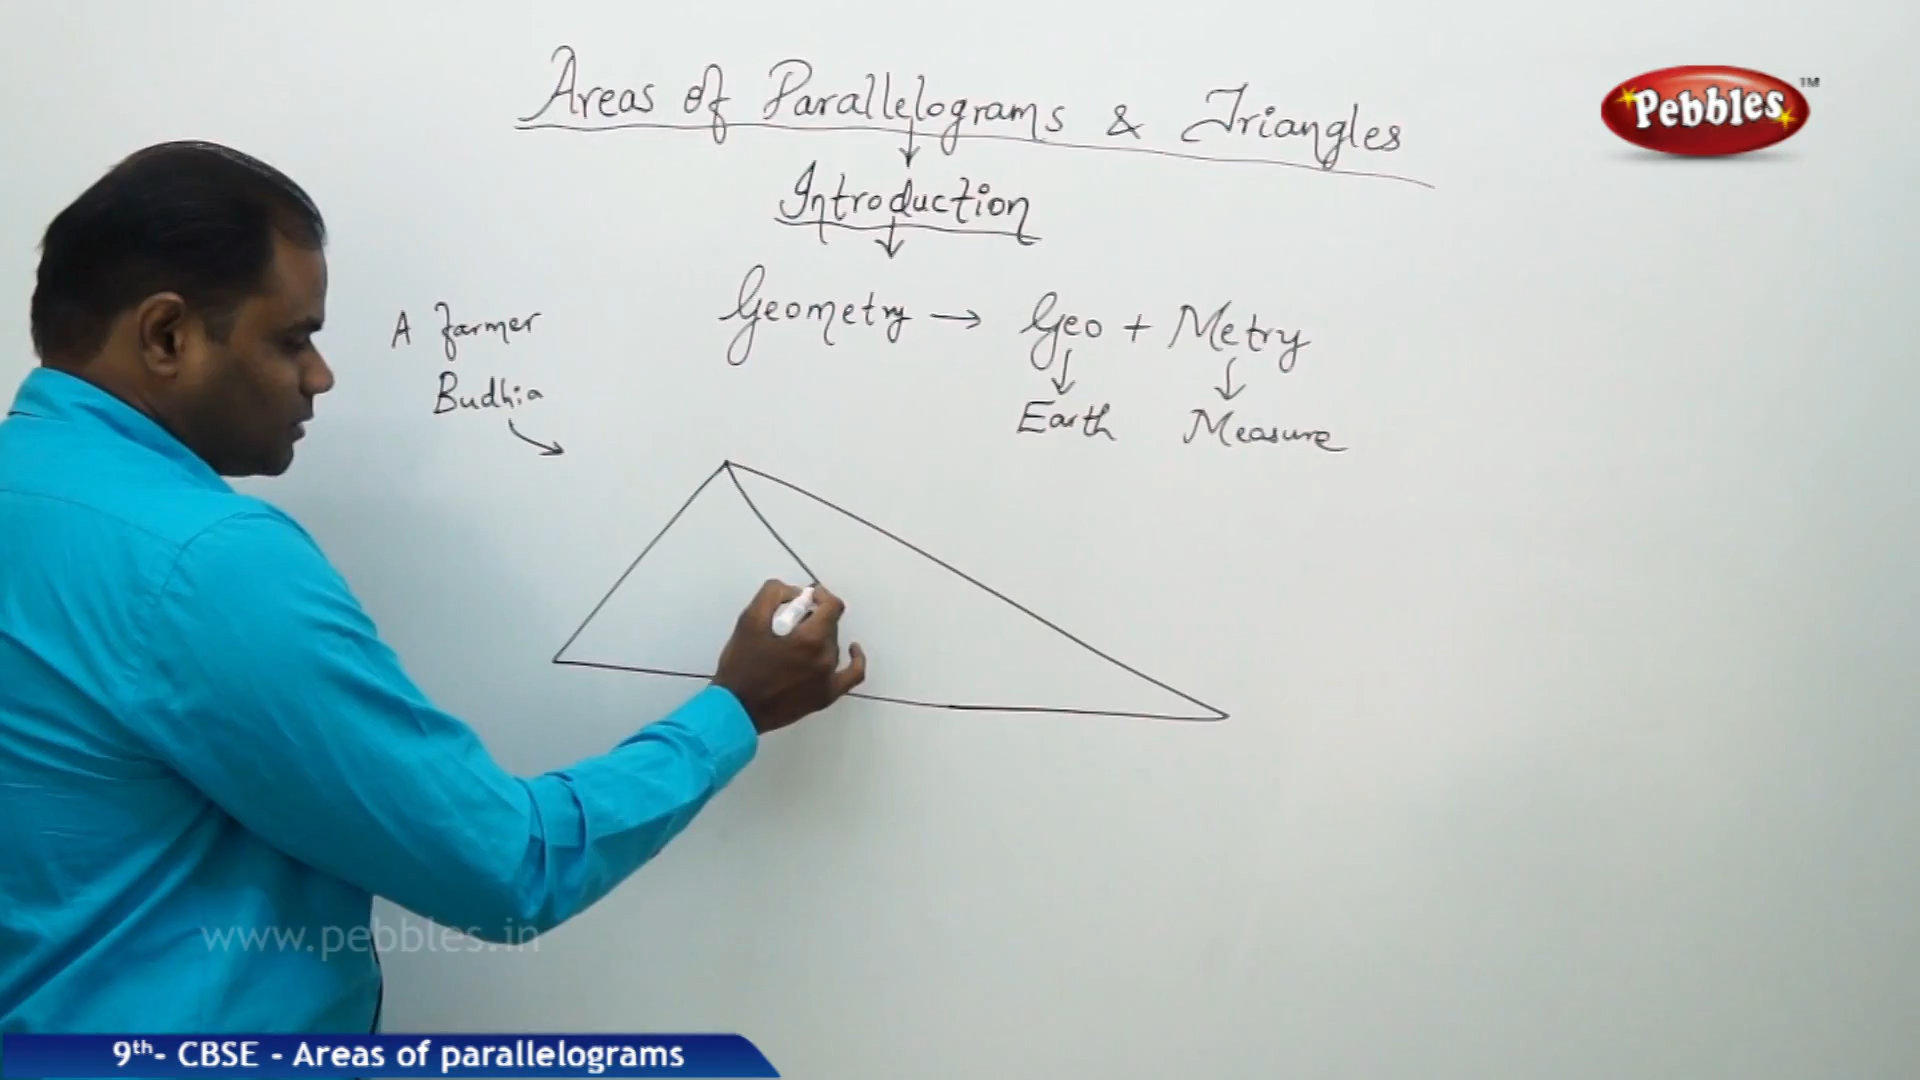 Areas of Parallelograms & Triangles
Pebbles™
Introduction
Geometry → Geo + Metry
A farmer
Budhia
Earth Measure
www.pebbles.in
9th- CBSE - Areas of parallelograms